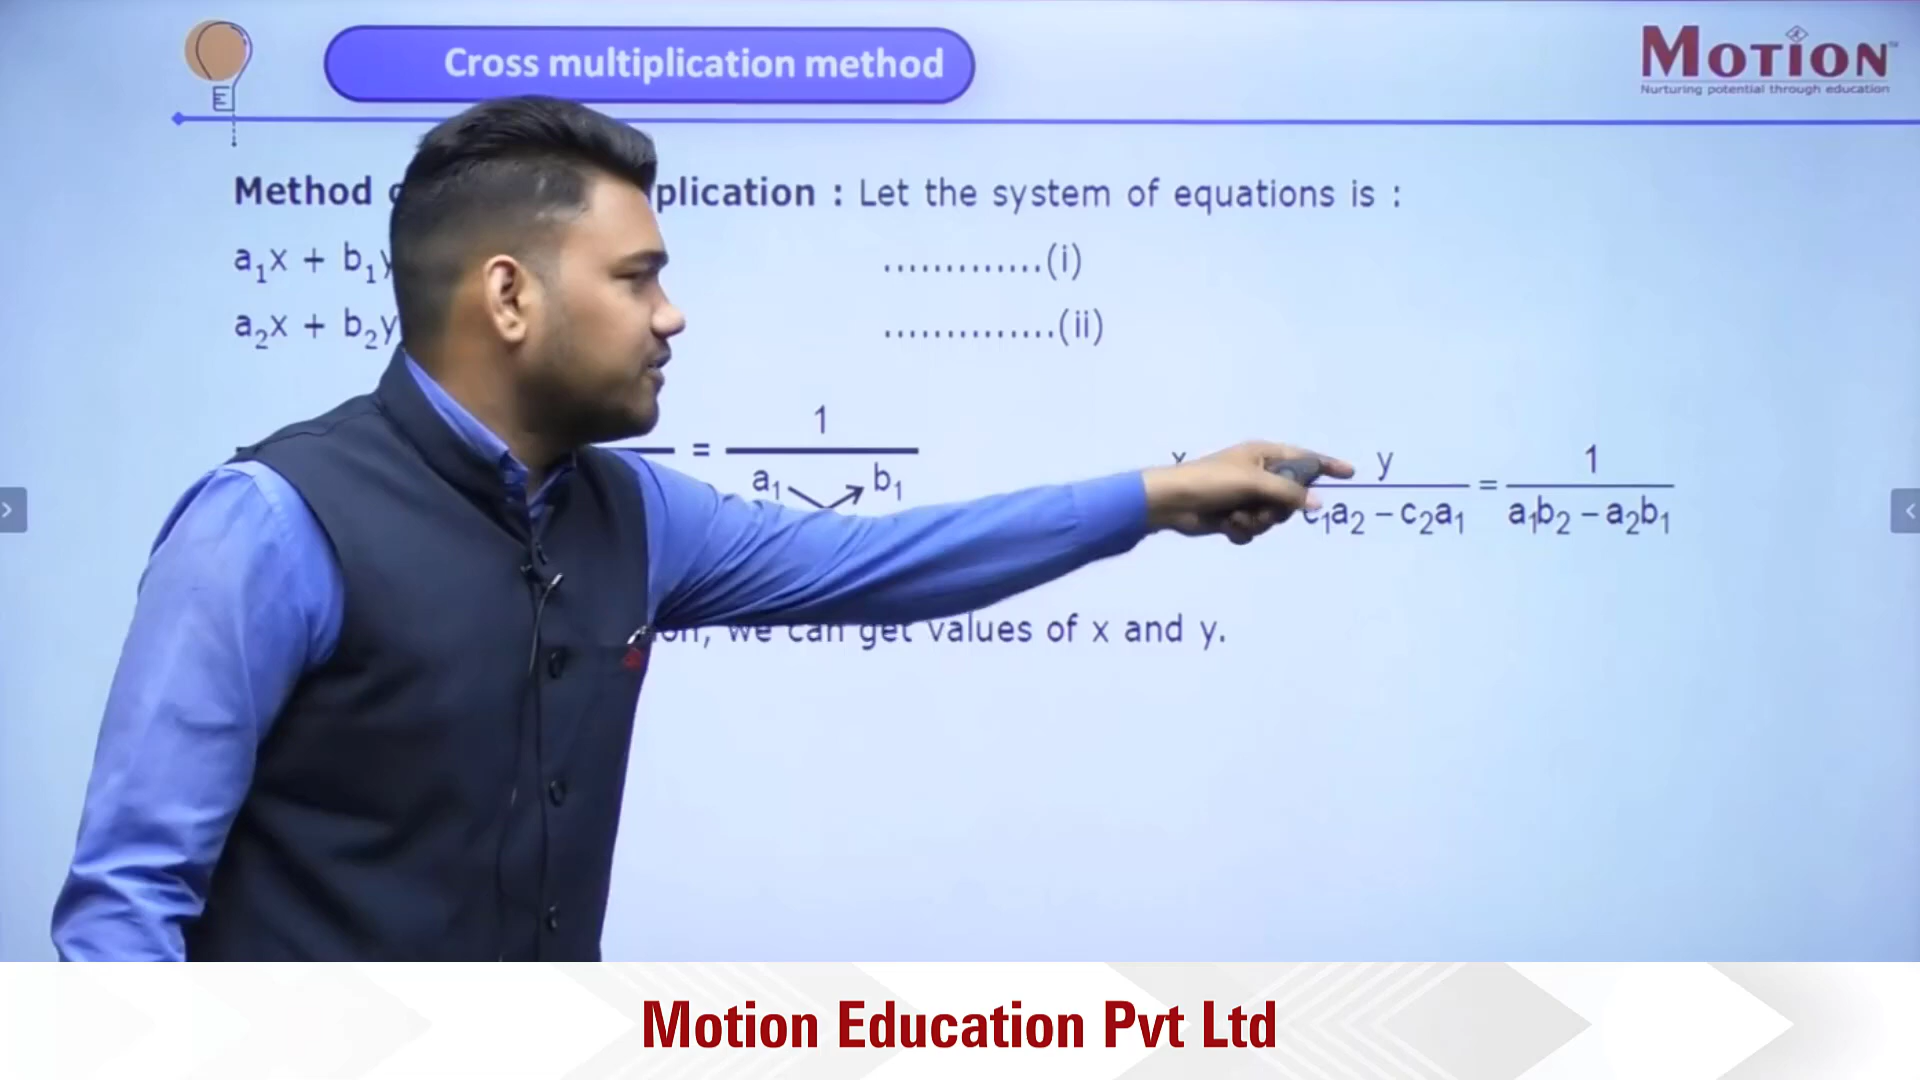 Cross multiplication method
MOTION
Nurturing potential through education
Method plication : Let the system of equations is :
a₁x + b₁y .............(i)
a₂x + b₂y ..............(ii)
= 1
a₁ b₁
x y = 1
c₁a₂ − c₂a₁ a₁b₂ − a₂b₁
we can get values of x and y.
Motion Education Pvt Ltd